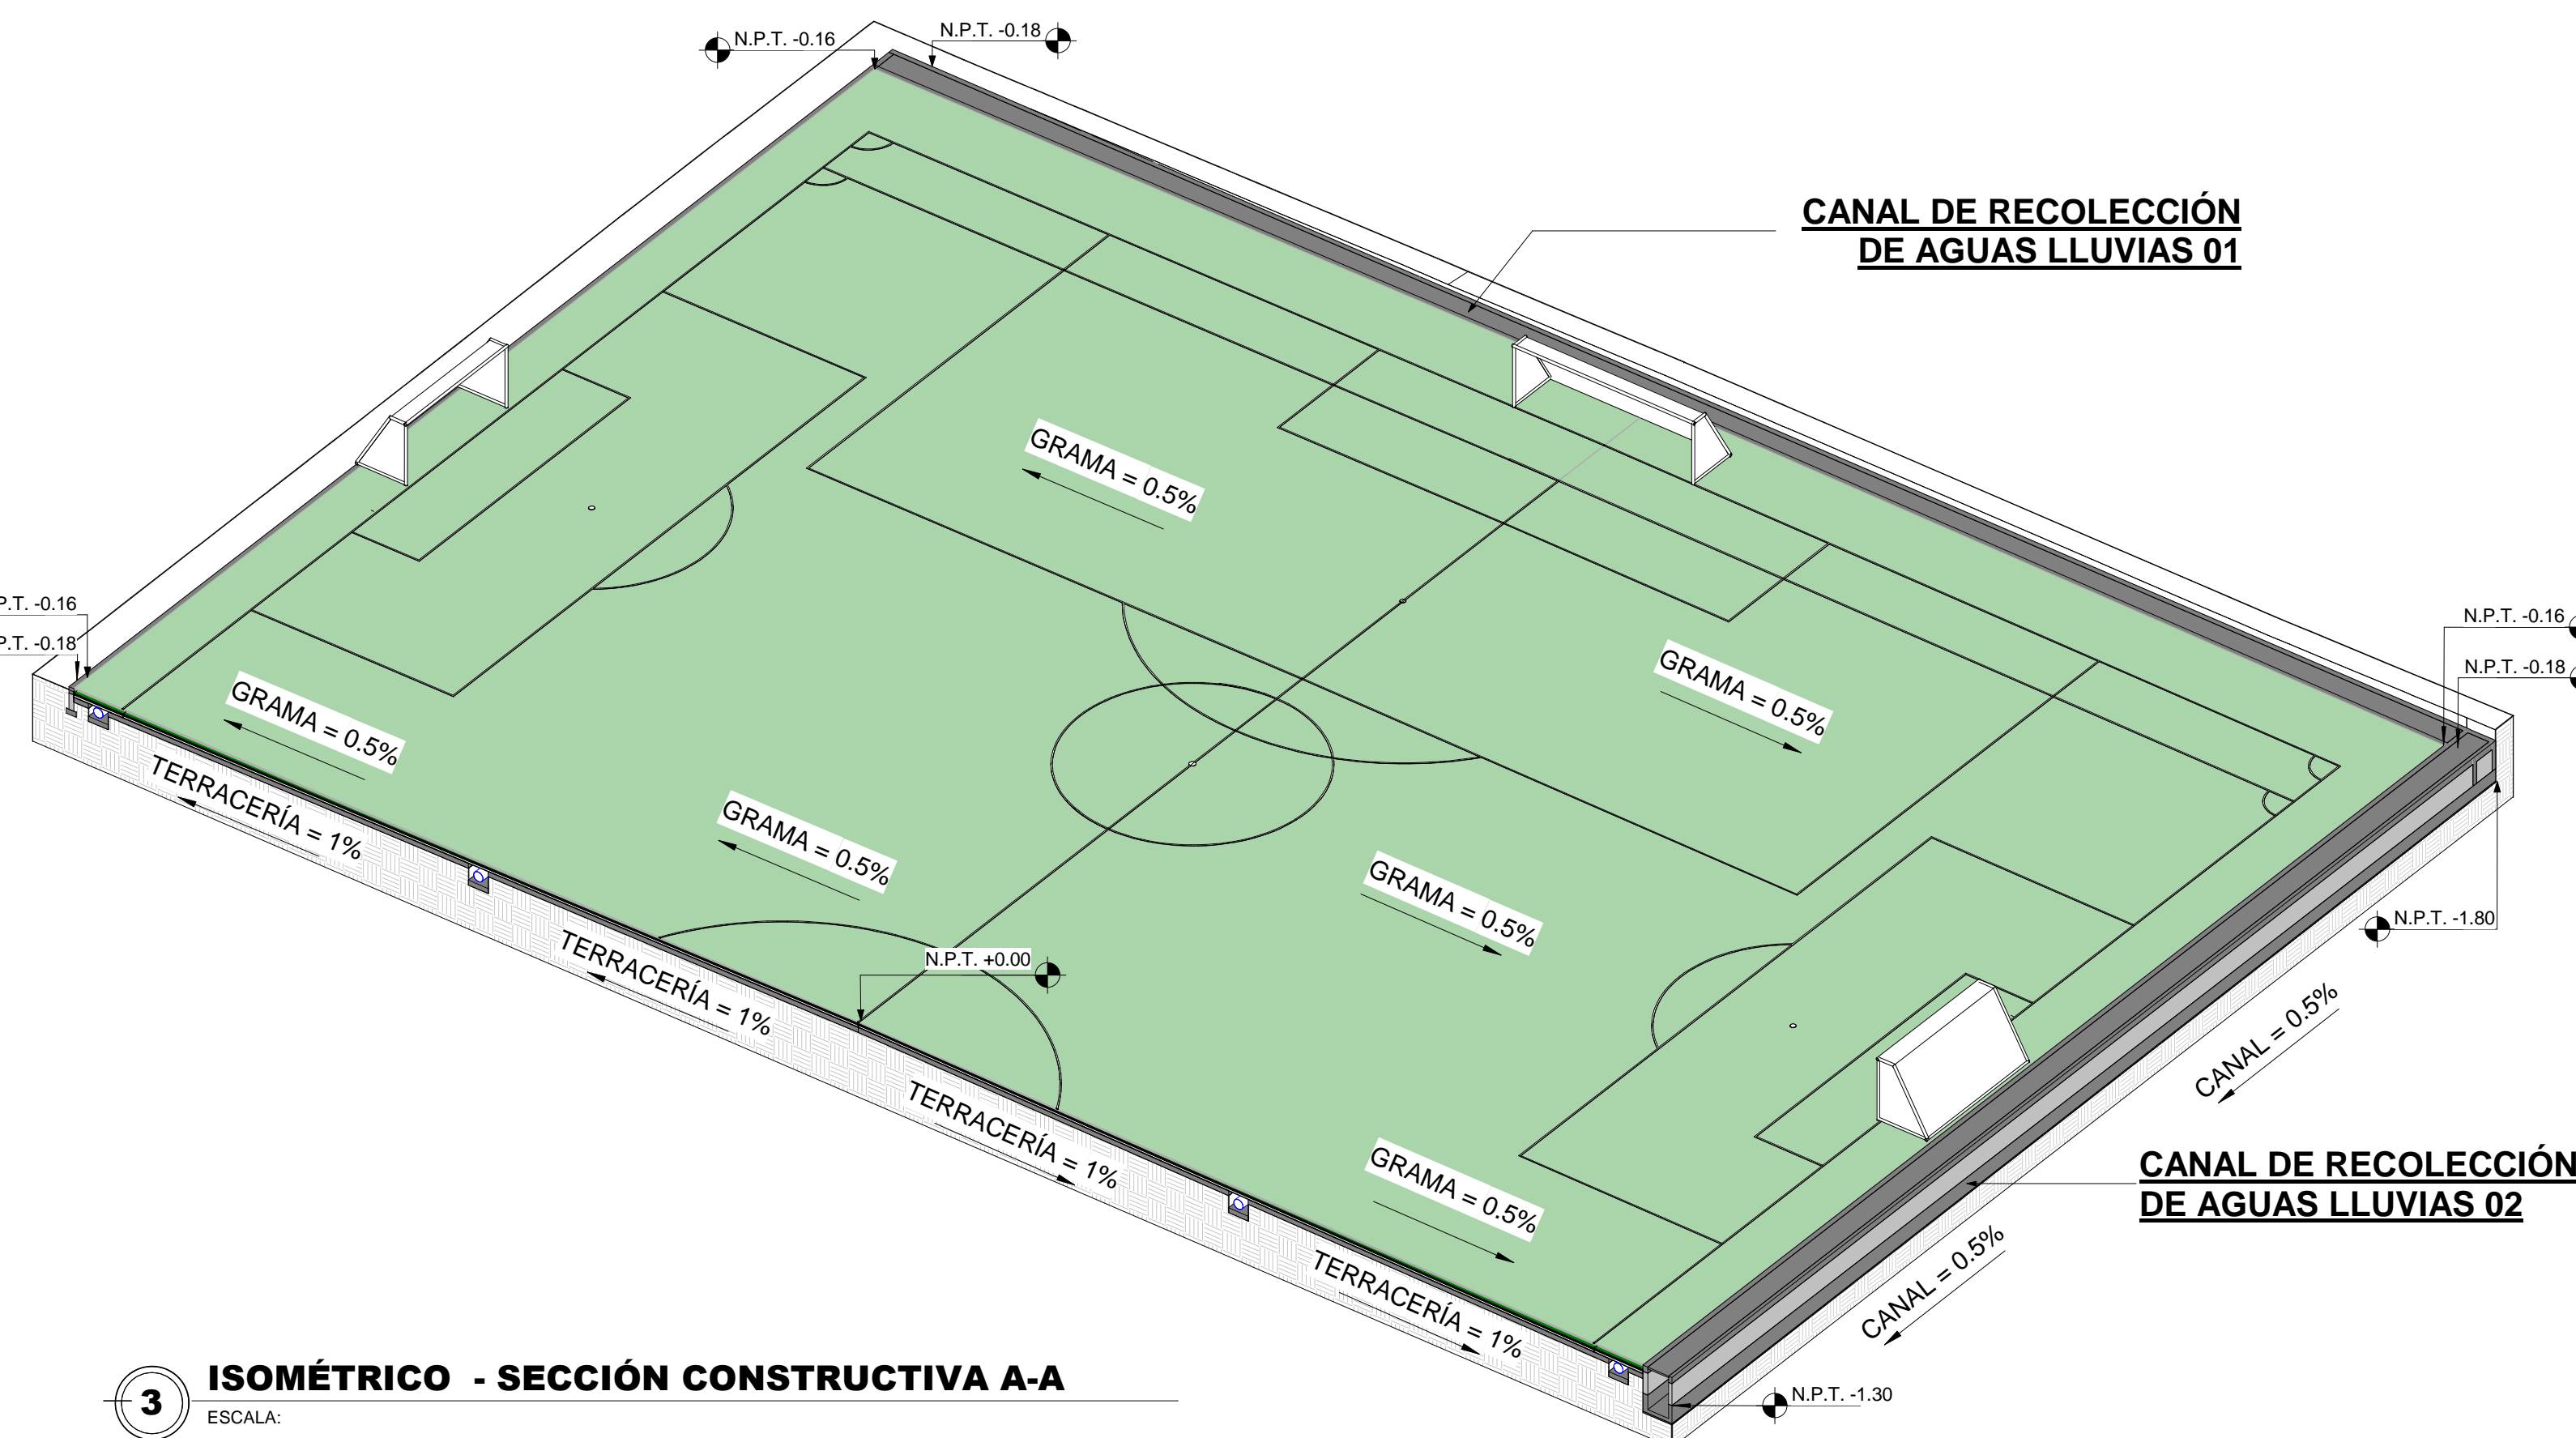 N.P.T. -0.16
N.P.T. -0.18
CANAL DE RECOLECCIÓN
DE AGUAS LLUVIAS 01
GRAMA = 0.5%
P.T. -0.16
P.T. -0.18
N.P.T. -0.16
N.P.T. -0.18
GRAMA = 0.5%
GRAMA = 0.5%
TERRACERÍA = 1%
GRAMA = 0.5%
GRAMA = 0.5%
N.P.T. -1.80
TERRACERÍA = 1%
N.P.T. +0.00
CANAL = 0.5%
TERRACERÍA = 1%
GRAMA = 0.5%
CANAL DE RECOLECCIÓN
DE AGUAS LLUVIAS 02
CANAL = 0.5%
TERRACERÍA = 1%
N.P.T. -1.30
3
ISOMÉTRICO - SECCIÓN CONSTRUCTIVA A-A
ESCALA: